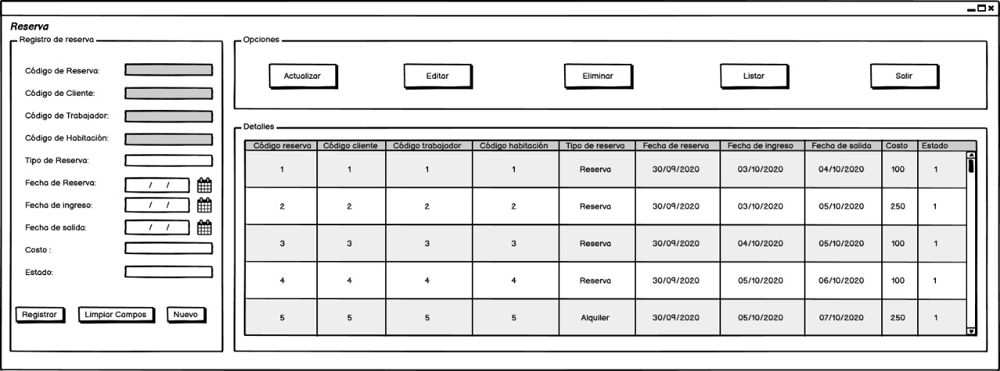 Reserva
Registro de reserva
Código de Reserva:
Código de Cliente:
Código de Trabajador:
Código de Habitación:
Tipo de Reserva:
Fecha de Reserva: / /
Fecha de ingreso: / /
Fecha de salida: / /
Costo :
Estado:
Registrar Limpiar Campos Nuevo
Opciones
Actualizar Editar Eliminar Listar Salir
Detalles
Código reserva Código cliente Código trabajador Código habitación Tipo de reserva Fecha de reserva Fecha de ingreso Fecha de salida Costo Estado
1 1 1 1 Reserva 30/09/2020 03/10/2020 04/10/2020 100 1
2 2 2 2 Reserva 30/09/2020 03/10/2020 05/10/2020 250 1
3 3 3 3 Reserva 30/09/2020 04/10/2020 05/10/2020 100 1
4 4 4 4 Reserva 30/09/2020 05/10/2020 06/10/2020 100 1
5 5 5 5 Alquiler 30/09/2020 05/10/2020 07/10/2020 250 1